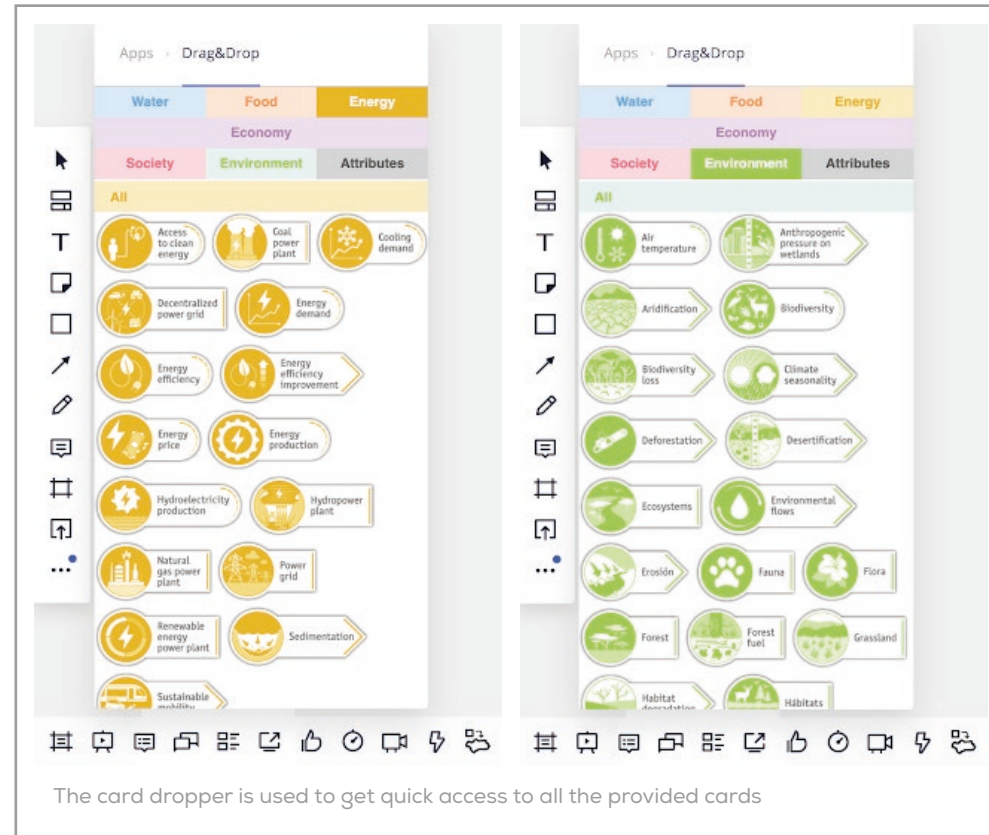 Apps › Drag&Drop
Water Food Energy
Economy
Society Environment Attributes
All
Access
to clean
energy
Coal
power
plant
Cooling
demand
Decentralized
power grid
Energy
demand
Energy
efficiency
Energy
efficiency
improvement
Energy
price
Energy
production
Hydroelectricity
production
Hydropower
plant
Natural
gas power
plant
Power
grid
Renewable
energy
power plant
Sedimentation
Sustainable
mobility
T
Apps › Drag&Drop
Water Food Energy
Economy
Society Environment Attributes
All
Air
temperature
Anthropogenic
pressure on
wetlands
Aridification
Biodiversity
Biodiversity
loss
Climate
seasonality
Deforestation
Desertification
Ecosystems
Environmental
flows
Erosión
Fauna
Flora
Forest
Forest
fuel
Grassland
Habitat
degradation
Hábitats
T
The card dropper is used to get quick access to all the provided cards